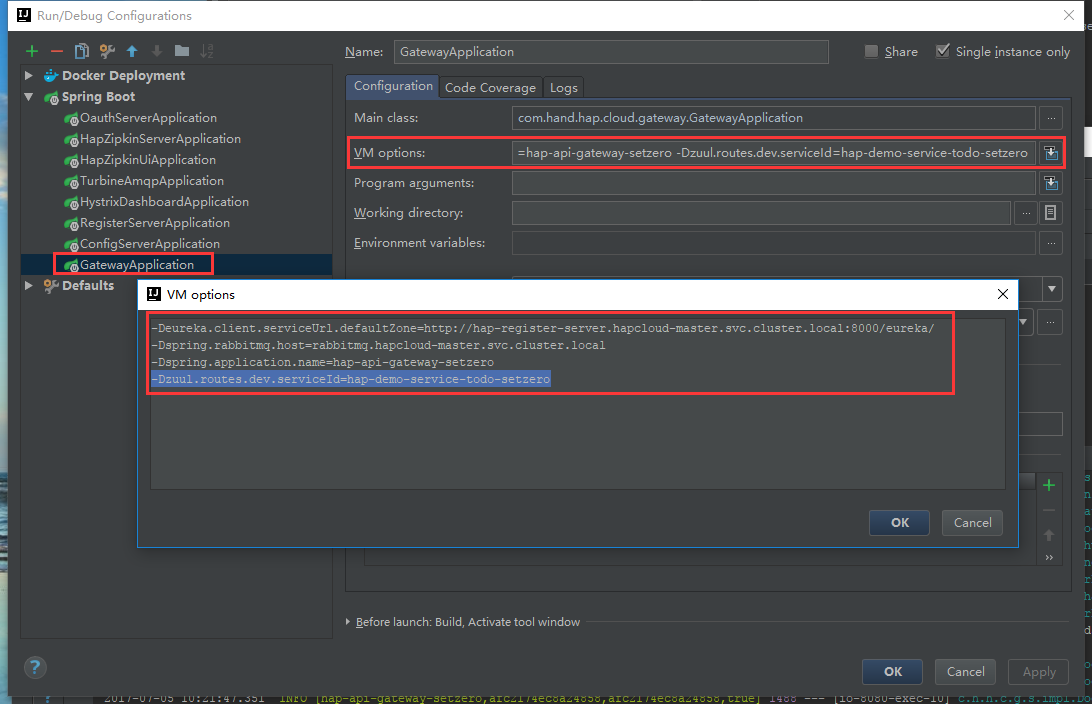 Run/Debug Configurations
Name: GatewayApplication
Share
Single instance only
Docker Deployment
Spring Boot
OauthServerApplication
HapZipkinServerApplication
HapZipkinUiApplication
TurbineAmqpApplication
HystrixDashboardApplication
RegisterServerApplication
ConfigServerApplication
GatewayApplication
Defaults
Configuration
Code Coverage
Logs
Main class: com.hand.hap.cloud.gateway.GatewayApplication
VM options: =hap-api-gateway-setzero -Dzuul.routes.dev.serviceId=hap-demo-service-todo-setzero
Program arguments:
Working directory:
Environment variables:
VM options
-Deureka.client.serviceUrl.defaultZone=http://hap-register-server.hapcloud-master.svc.cluster.local:8000/eureka/
-Dspring.rabbitmq.host=rabbitmq.hapcloud-master.svc.cluster.local
-Dspring.application.name=hap-api-gateway-setzero
-Dzuul.routes.dev.serviceId=hap-demo-service-todo-setzero
OK
Cancel
Before launch: Build, Activate tool window
OK
Cancel
Apply
2017-07-05 10:21:47.351 INFO [hap-api-gateway-setzero,afc2174ec8a24858,afc2174ec8a24858,true] 1488 --- [io-8080-exec-10] c.h.h.c.g.s.impl.